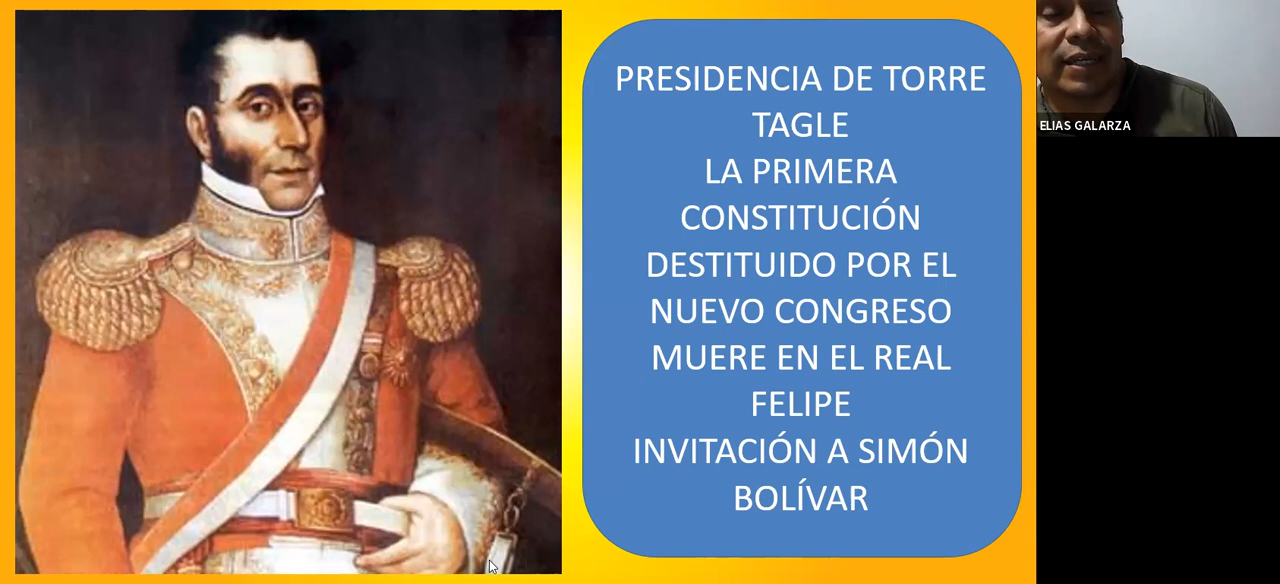 PRESIDENCIA DE TORRE
TAGLE
LA PRIMERA
CONSTITUCIÓN
DESTITUIDO POR EL
NUEVO CONGRESO
MUERE EN EL REAL
FELIPE
INVITACIÓN A SIMÓN
BOLÍVAR
ELIAS GALARZA